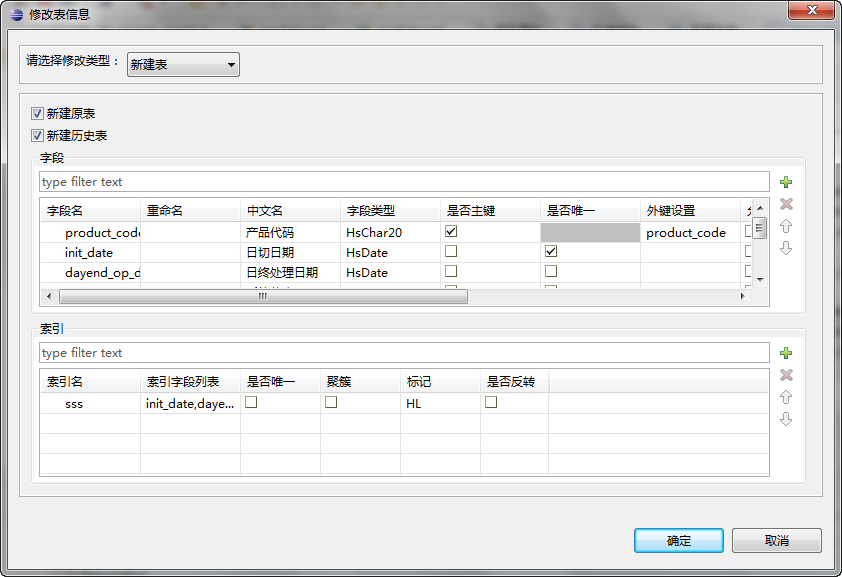 修改表信息
请选择修改类型： 新建表
新建原表
新建历史表
字段
type filter text
字段名 重命名 中文名 字段类型 是否主键 是否唯一 外键设置
product_code 产品代码 HsChar20 product_code
init_date 日切日期 HsDate
dayend_op_d 日终处理日期 HsDate
索引
type filter text
索引名 索引字段列表 是否唯一 聚簇 标记 是否反转
sss init_date,daye... HL
确定 取消